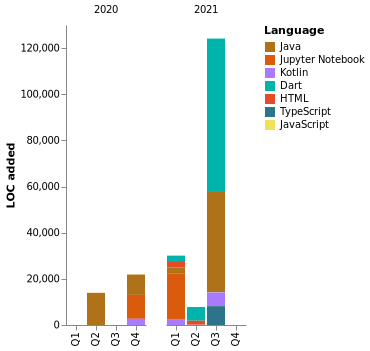 2020 2021
Language
Java
Jupyter Notebook
Kotlin
Dart
HTML
TypeScript
JavaScript
LOC added
120,000
100,000
80,000
60,000
40,000
20,000
0
Q1 Q2 Q3 Q4 Q1 Q2 Q3 Q4